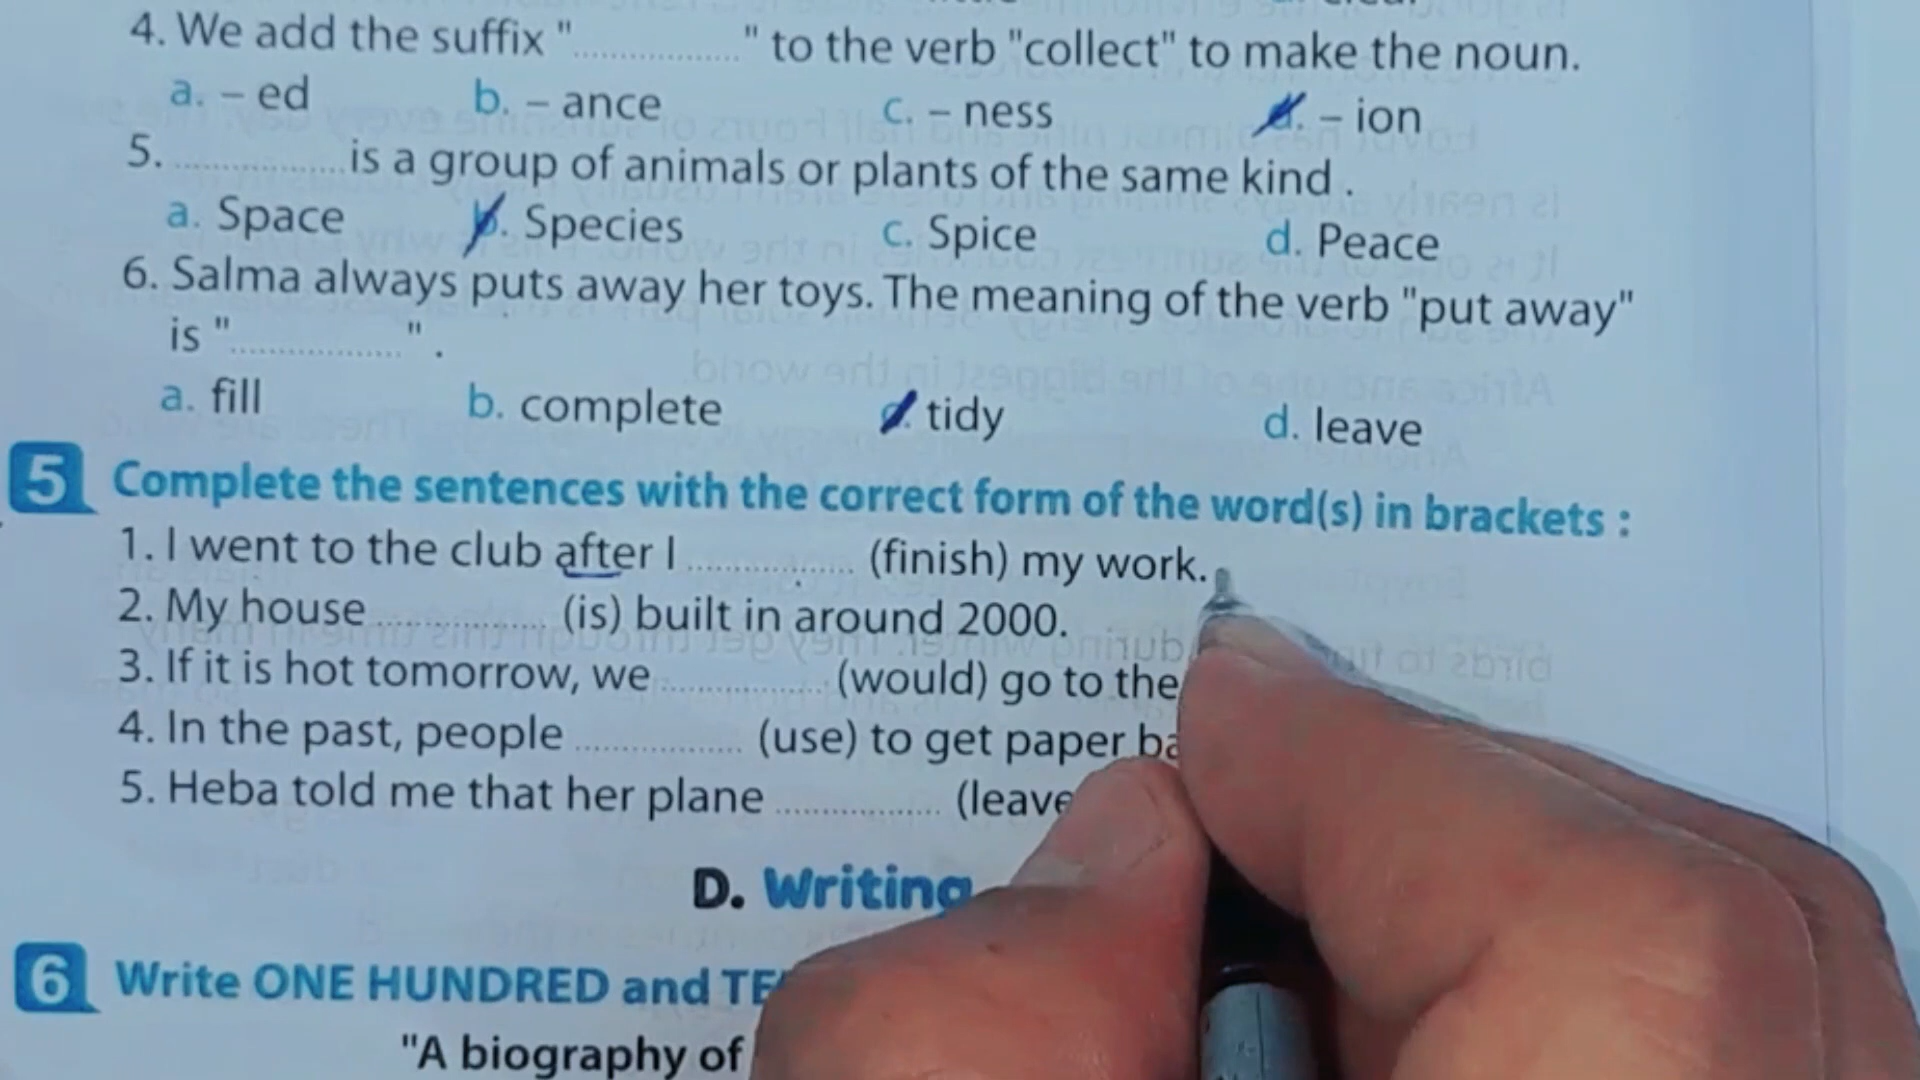 4. We add the suffix "................" to the verb "collect" to make the noun.
a. – ed b. – ance c. – ness d. – ion
5. ................ is a group of animals or plants of the same kind .
a. Space b. Species c. Spice d. Peace
6. Salma always puts away her toys. The meaning of the verb "put away"
is "................" .
a. fill b. complete c. tidy d. leave
5 Complete the sentences with the correct form of the word(s) in brackets :
1. I went to the club after I ................ (finish) my work.
2. My house ................ (is) built in around 2000.
3. If it is hot tomorrow, we ................ (would) go to the
4. In the past, people ................ (use) to get paper
5. Heba told me that her plane ................ (leave
D. Writing
6 Write ONE HUNDRED and
"A biography of